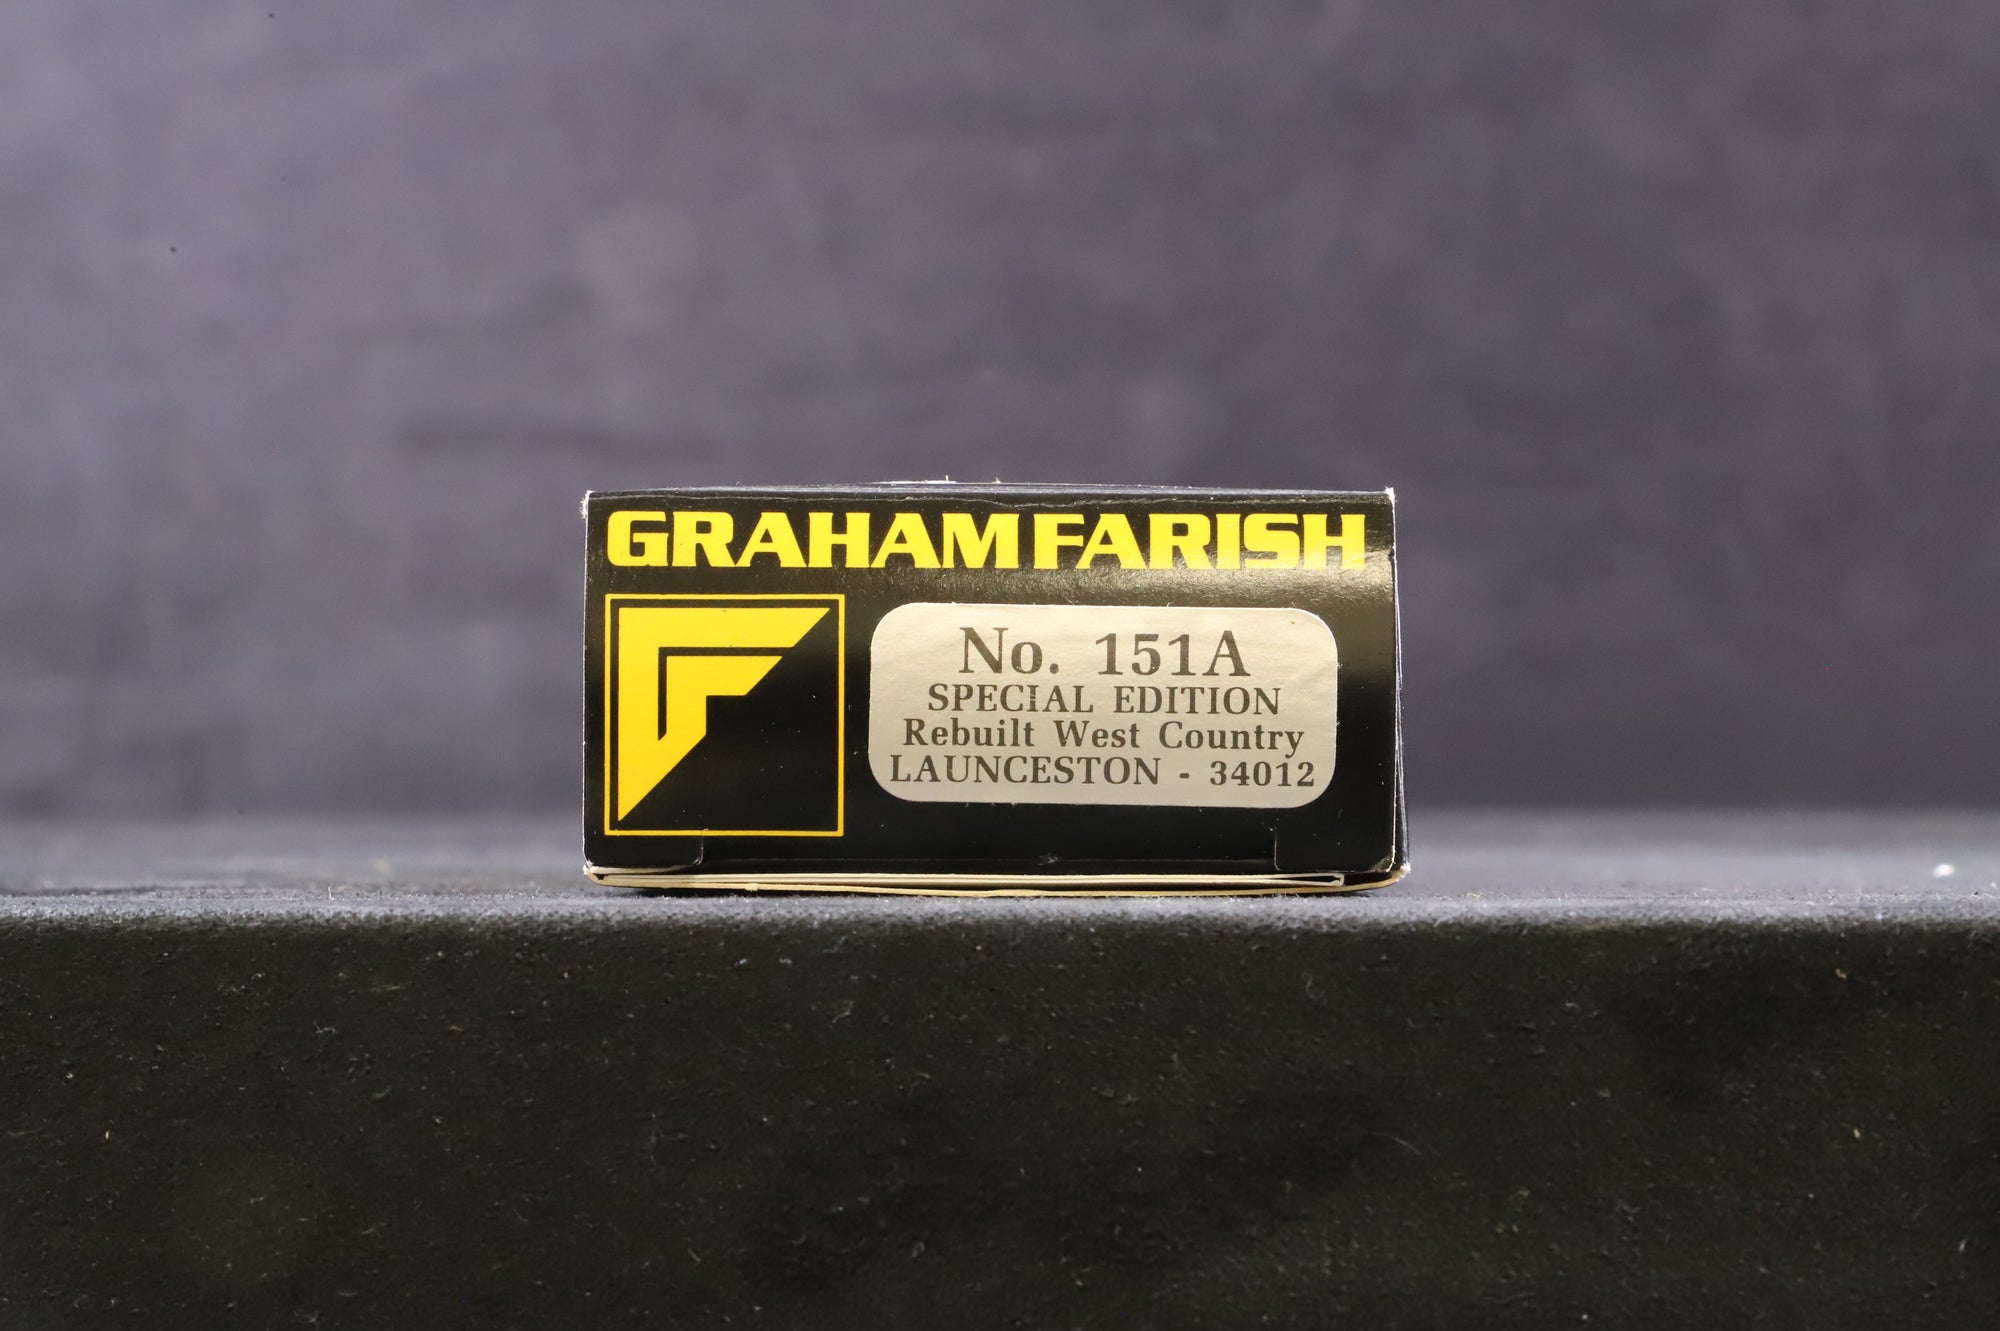 GRAHAM FARISH
No. 151A
SPECIAL EDITION
Rebuilt West Country
LAUNCESTON - 34012